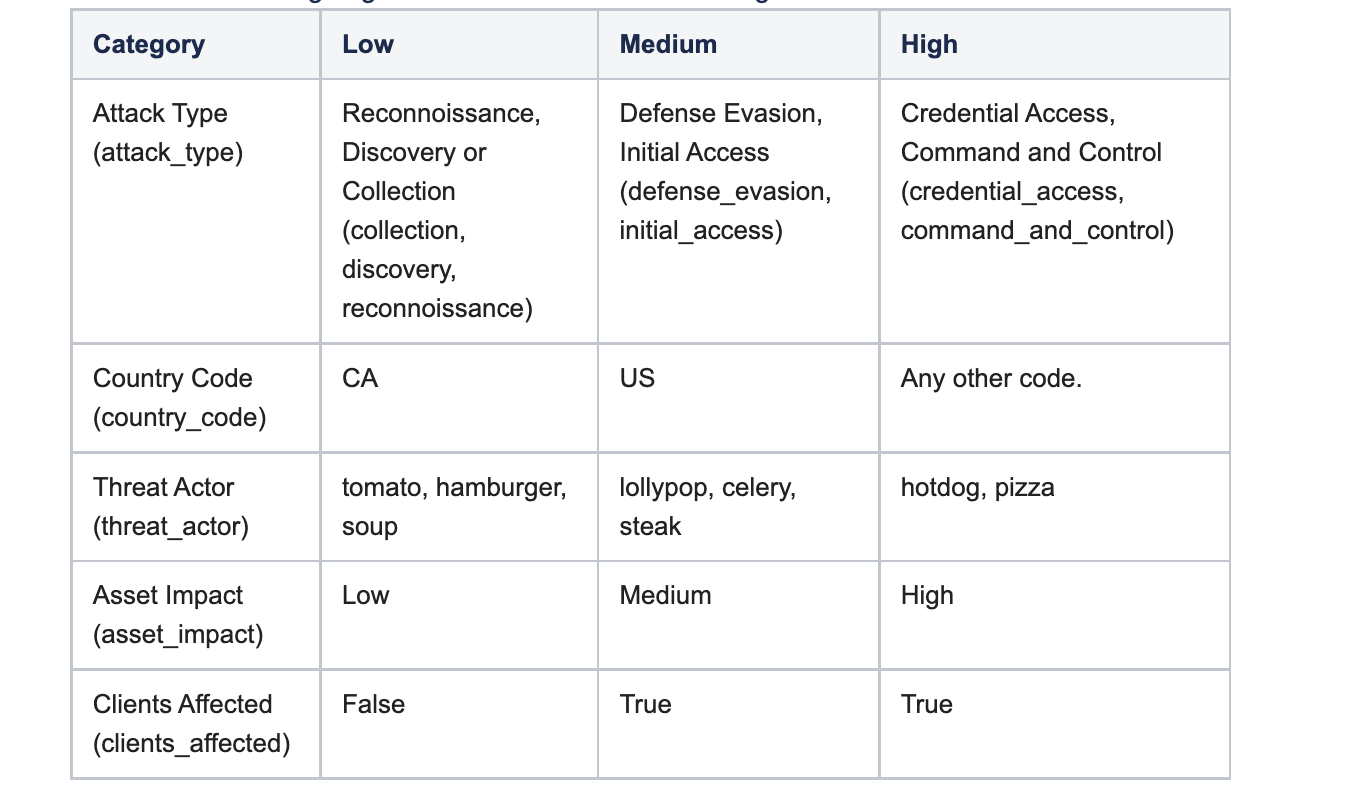 Category Low Medium High
Attack Type Reconnoissance, Defense Evasion, Credential Access,
(attack_type) Discovery or Initial Access Command and Control
Collection (defense_evasion, (credential_access,
(collection, initial_access) command_and_control)
discovery,
reconnoissance)
Country Code CA US Any other code.
(country_code)
Threat Actor tomato, hamburger, lollypop, celery, hotdog, pizza
(threat_actor) soup steak
Asset Impact Low Medium High
(asset_impact)
Clients Affected False True True
(clients_affected)